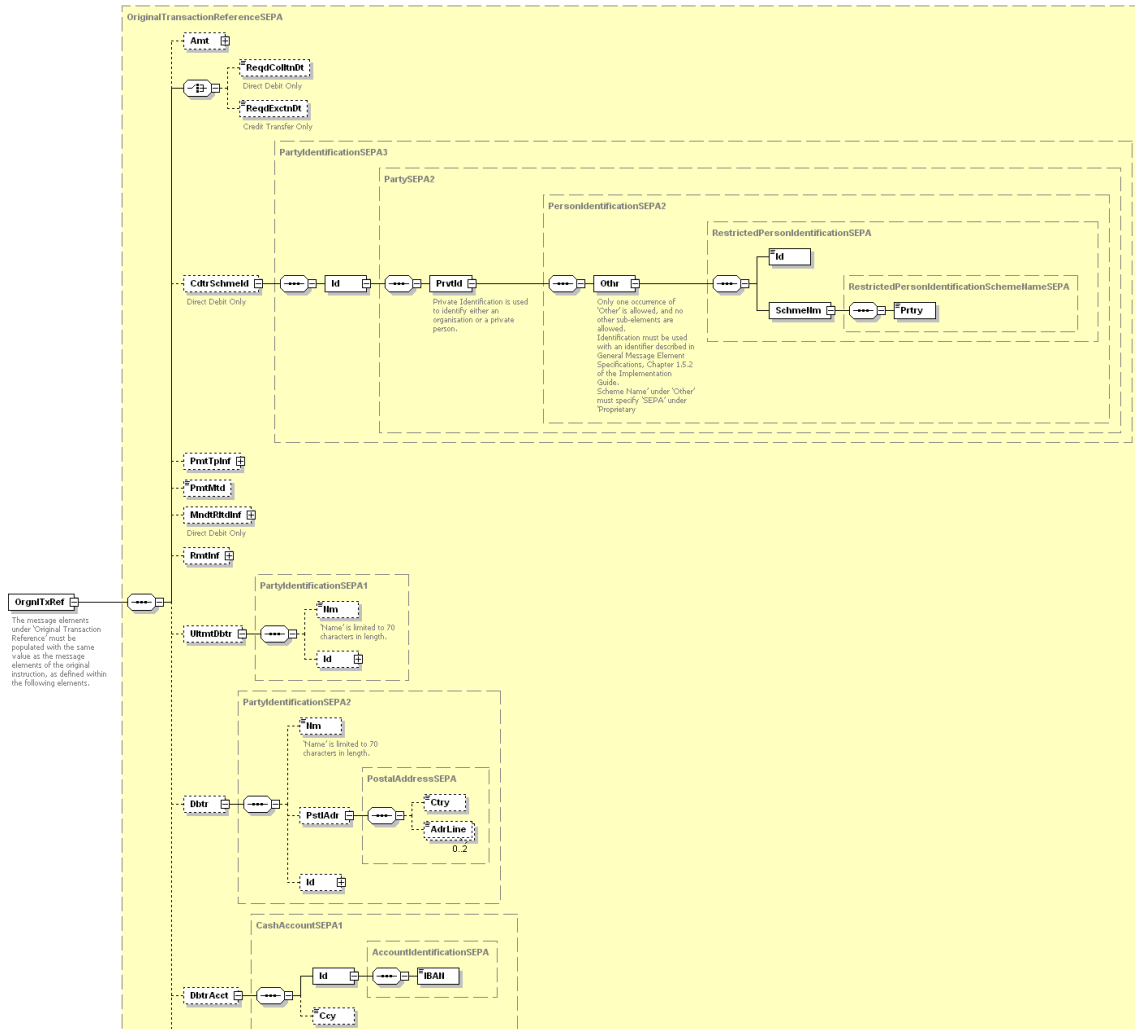 OriginalTransactionReferenceSEPA
Amt
ReqdColltnDt
Direct Debit Only
ReqdExctnDt
Credit Transfer Only
PartyIdentificationSEPA3
PartySEPA2
PersonIdentificationSEPA2
RestrictedPersonIdentificationSEPA
Id
RestrictedPersonIdentificationSchemeNameSEPA
CdtrSchmeId
Direct Debit Only
Id
PrvtId
Private Identification is used
to identify either an
organisation or a private
person.
Othr
Only one occurrence of
'Other' is allowed, and no
other sub-elements are
allowed.
Identification must be used
with an identifier described in
General Message Element
Specifications, Chapter 1.5.2
of the Implementation
Guide.
Scheme Name' under 'Other'
must specify 'SEPA' under
'Proprietary
SchmeNm
Prtry
PmtTpInf
PmtMtd
MndtRltdInf
Direct Debit Only
RmtInf
OrgnlTxRef
The message elements
under 'Original Transaction
Reference' must be
populated with the same
value as the message
elements of the original
instruction, as defined within
the following elements.
PartyIdentificationSEPA1
UltmtDbtr
Nm
'Name' is limited to 70
characters in length.
Id
PartyIdentificationSEPA2
Nm
'Name' is limited to 70
characters in length.
PostalAddressSEPA
Dbtr
PstlAdr
Ctry
AdrLine
0..2
Id
CashAccountSEPA1
AccountIdentificationSEPA
Id
IBAN
DbtrAcct
Ccy